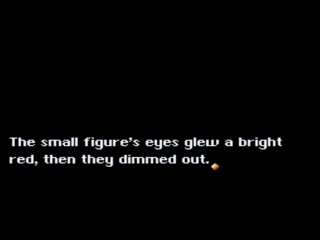 The small figure's eyes glew a bright
red, then they dimmed out.